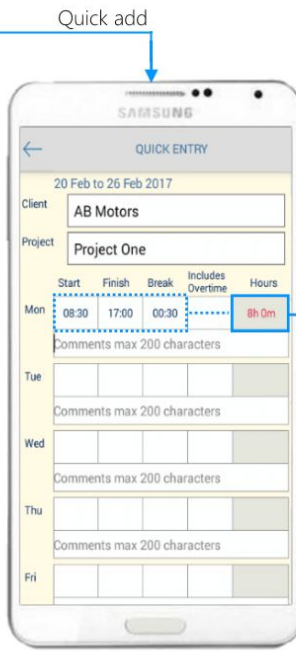 Quick add
SAMSUNG
QUICK ENTRY
20 Feb to 26 Feb 2017
Client AB Motors
Project Project One
Start Finish Break Includes Overtime Hours
Mon 08:30 17:00 00:30 8h 0m
Comments max 200 characters
Tue
Comments max 200 characters
Wed
Comments max 200 characters
Thu
Comments max 200 characters
Fri